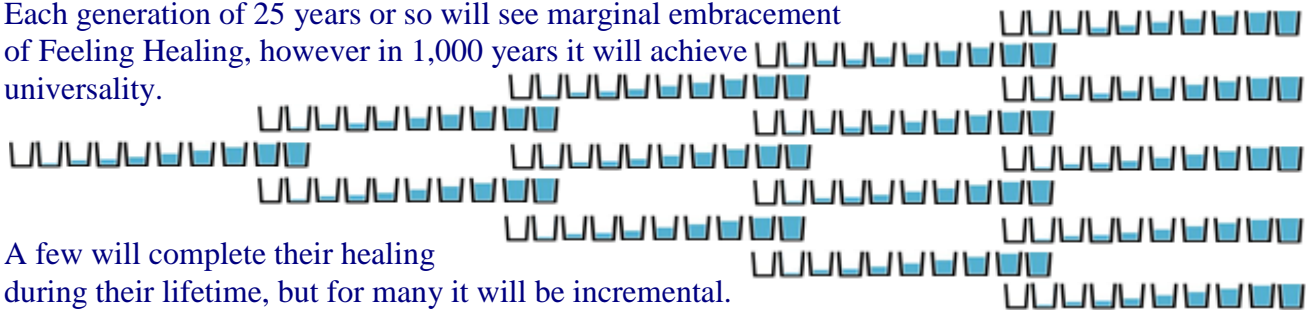 Each generation of 25 years or so will see marginal embracement
of Feeling Healing, however in 1,000 years it will achieve
universality.
A few will complete their healing
during their lifetime, but for many it will be incremental.